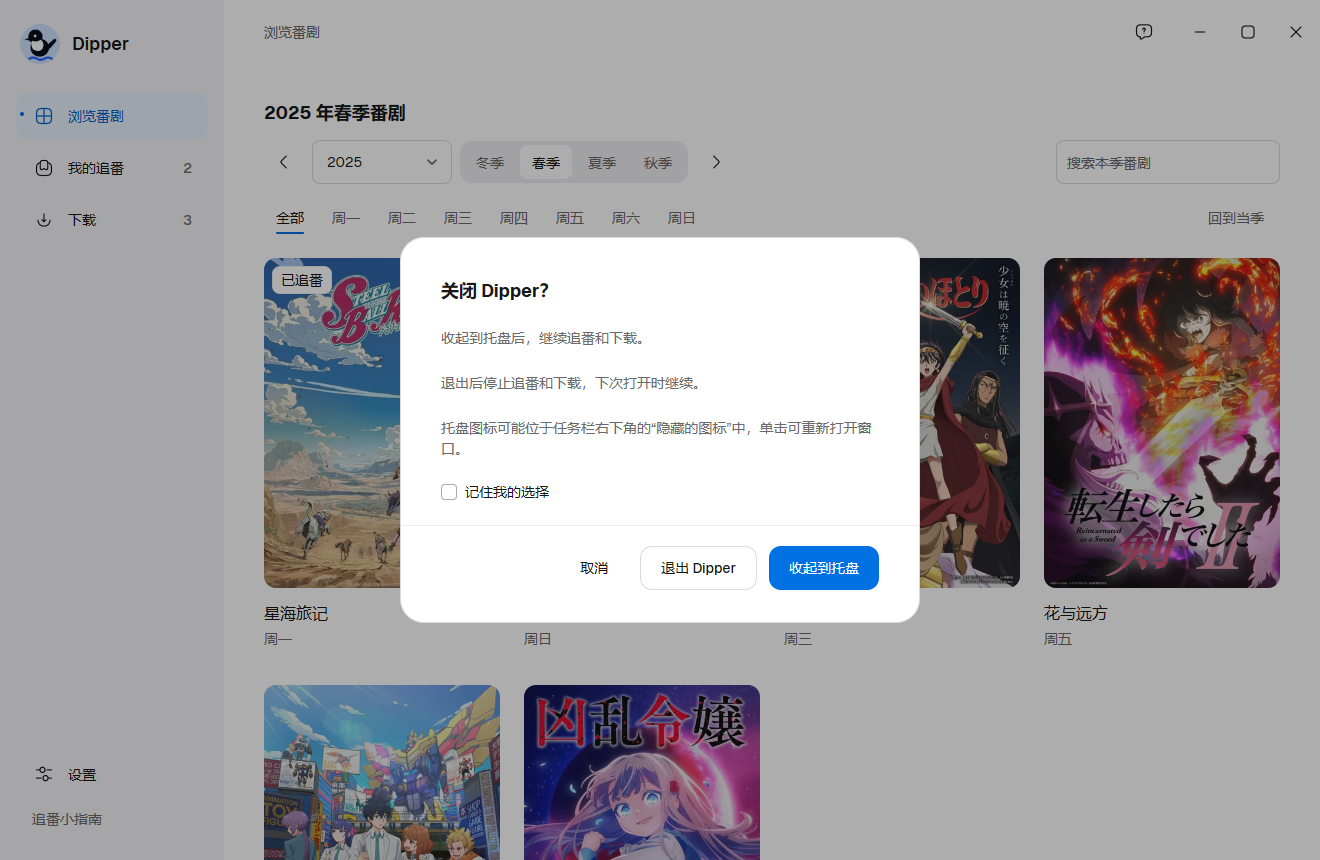 Dipper
浏览番剧
浏览番剧
我的追番 2
下载 3
2025 年春季番剧
2025
冬季 春季 夏季 秋季
搜索本季番剧
全部 周一 周二 周三 周四 周五 周六 周日
回到当季
已追番
STEEL
BALL
のほとり
少女は暁の空を征く
关闭 Dipper？
收起到托盘后，继续追番和下载。
退出后停止追番和下载，下次打开时继续。
托盘图标可能位于任务栏右下角的“隐藏的图标”中，单击可重新打开窗
口。
记住我的选择
取消 退出 Dipper 收起到托盘
転生したら
剣でした II
Reincarnated
as a Sword
星海旅记
周一
周日
周三
花与远方
周五
凶乱令嬢
ANIMATION
TOY
SHOP
设置
追番小指南